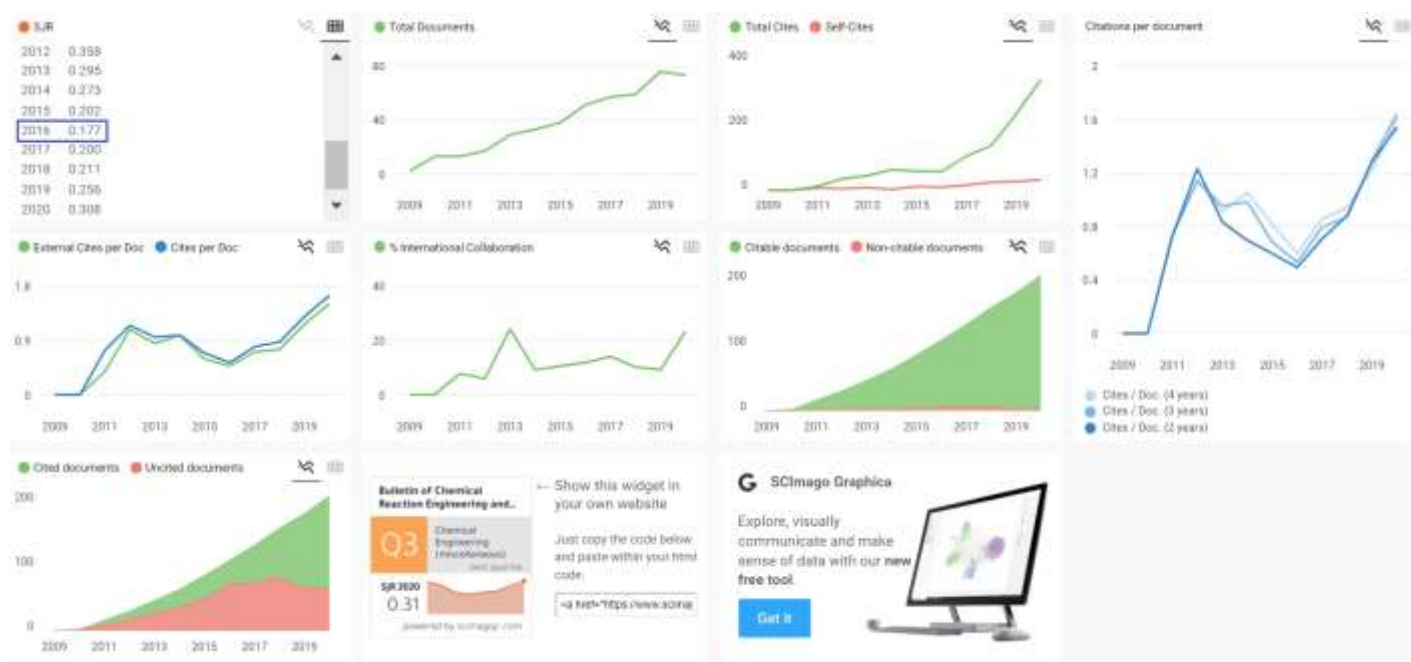 SJR
2012 0.358
2013 0.295
2014 0.273
2015 0.202
2016 0.177
2017 0.200
2018 0.211
2019 0.256
2020 0.308
Total Documents
80
40
0
2009 2011 2013 2015 2017 2019
Total Cites Self-Cites
400
200
0
2009 2011 2013 2015 2017 2019
Citations per document
2
1.6
1.2
0.8
0.4
0
2009 2011 2013 2015 2017 2019
Cites / Doc. (4 years)
Cites / Doc. (3 years)
Cites / Doc. (2 years)
External Cites per Doc Cites per Doc
1.8
0.9
0
2009 2011 2013 2015 2017 2019
% International Collaboration
40
20
0
2009 2011 2013 2015 2017 2019
Citable documents Non-citable documents
200
100
0
2009 2011 2013 2015 2017 2019
Cited documents Uncited documents
200
100
0
2009 2011 2013 2015 2017 2019
Bulletin of Chemical
Reaction Engineering and...
Q3
Chemical
Engineering
(miscellaneous)
best quartile
SJR 2020
0.31
powered by scimagojr.com
← Show this widget in
your own website
Just copy the code below
and paste within your html
code:
<a href="https://www.scimag
SCImago Graphica
Explore, visually
communicate and make
sense of data with our new
free tool.
Get it